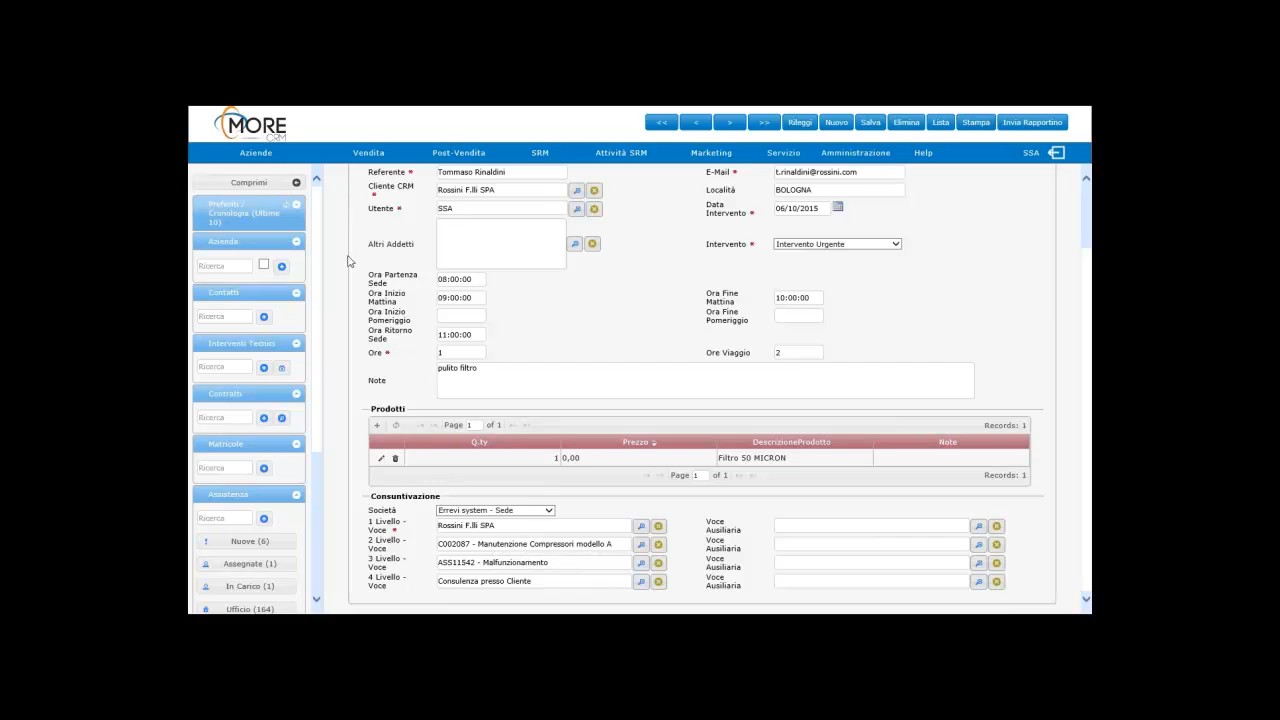 MORE
CRM
<< < > >> Rileggi Nuovo Salva Elimina Lista Stampa Invia Rapportino
Aziende Vendita Post-Vendita SRM Attività SRM Marketing Servizio Amministrazione Help SSA
Comprimi
Preferiti /
Cronologia (Ultime
10)
Azienda
Ricerca
Contatti
Ricerca
Interventi Tecnici
Ricerca
Contratti
Ricerca
Matricole
Ricerca
Assistenza
Ricerca
Nuove (6)
Assegnate (1)
In Carico (1)
Ufficio (164)
Referente * Tommaso Rinaldini E-Mail * t.rinaldini@rossini.com
Cliente CRM * Rossini F.lli SPA Località BOLOGNA
Utente * SSA Data Intervento * 06/10/2015
Altri Addetti Intervento * Intervento Urgente
Ora Partenza Sede 08:00:00
Ora Inizio Mattina 09:00:00 Ora Fine Mattina 10:00:00
Ora Inizio Pomeriggio Ora Fine Pomeriggio
Ora Ritorno Sede 11:00:00
Ore * 1 Ore Viaggio 2
Note pulito filtro
Prodotti
+ Page 1 of 1 Records: 1
Q.ty Prezzo DescrizioneProdotto Note
1 0,00 Filtro 50 MICRON
Page 1 of 1 Records: 1
Consuntivazione
Società Errevi system - Sede
1 Livello - Voce * Rossini F.lli SPA Voce Ausiliaria
2 Livello - Voce C002087 - Manutenzione Compressori modello A Voce Ausiliaria
3 Livello - Voce ASS11542 - Malfunzionamento Voce Ausiliaria
4 Livello - Voce Consulenza presso Cliente Voce Ausiliaria